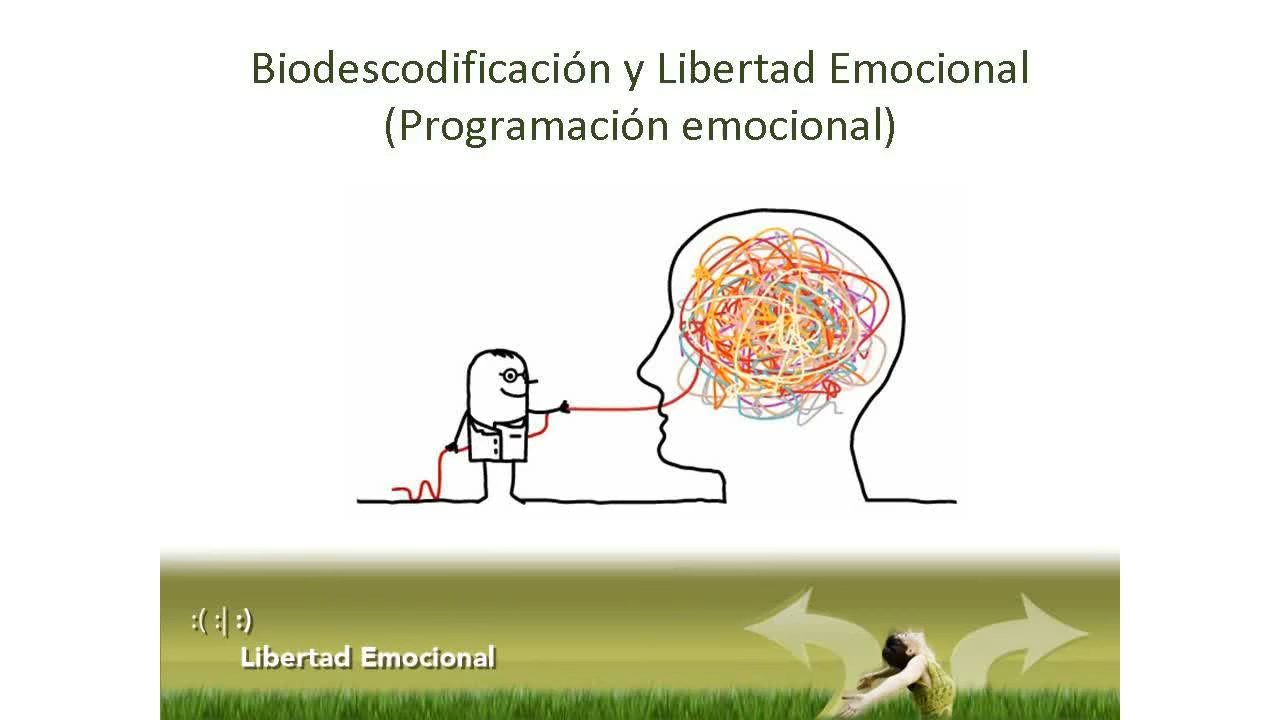 Biodescodificación y Libertad Emocional
(Programación emocional)
:( :| :)
Libertad Emocional